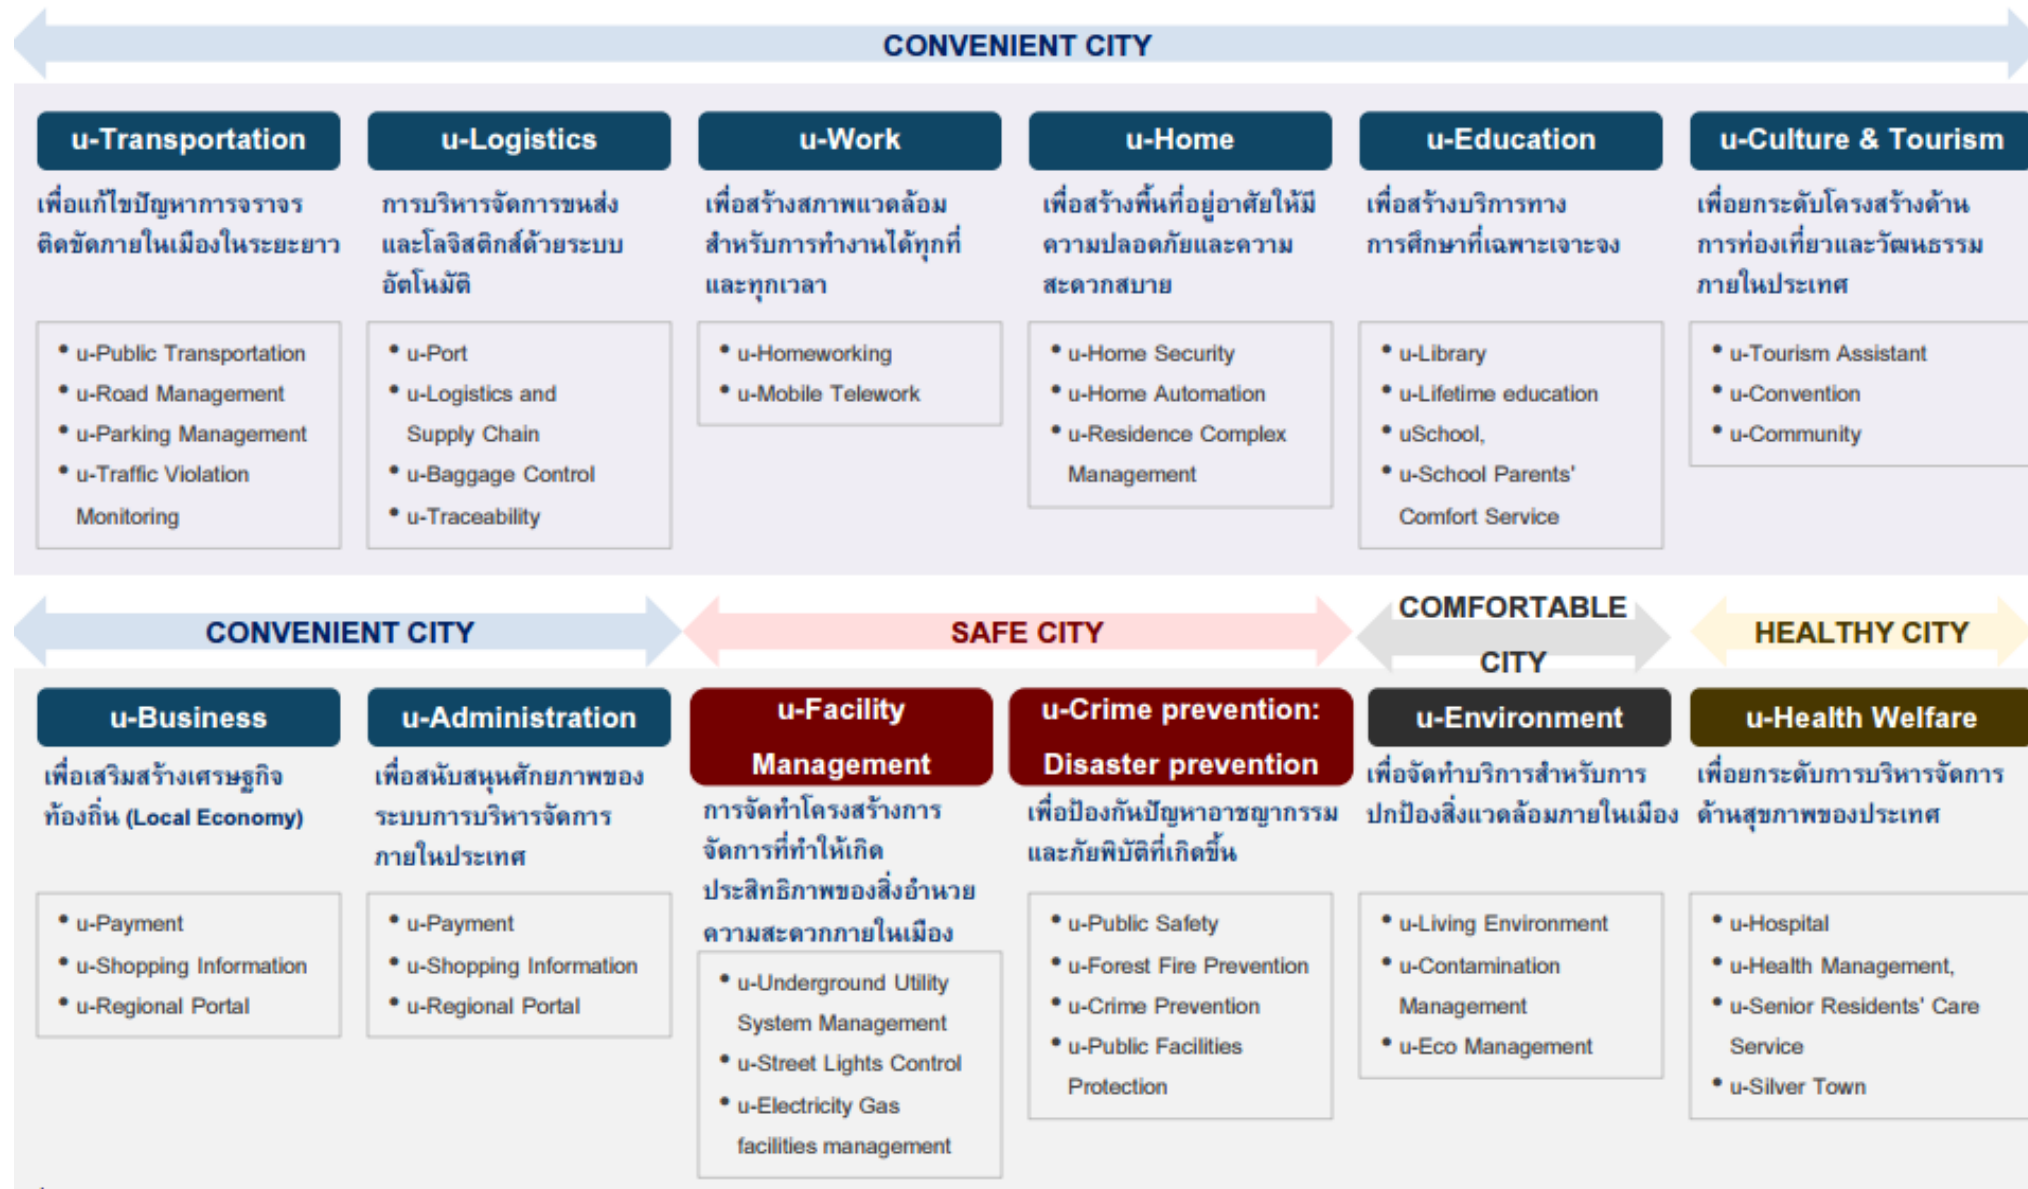 CONVENIENT CITY
u-Transportation
เพื่อแก้ไขปัญหาการจราจร
ติดขัดภายในเมืองในระยะยาว
• u-Public Transportation
• u-Road Management
• u-Parking Management
• u-Traffic Violation
Monitoring
u-Logistics
การบริหารจัดการขนส่ง
และโลจิสติกส์ด้วยระบบ
อัตโนมัติ
• u-Port
• u-Logistics and
Supply Chain
• u-Baggage Control
• u-Traceability
u-Work
เพื่อสร้างสภาพแวดล้อม
สำหรับการทำงานได้ทุกที่
และทุกเวลา
• u-Homeworking
• u-Mobile Telework
u-Home
เพื่อสร้างพื้นที่อยู่อาศัยให้มี
ความปลอดภัยและความ
สะดวกสบาย
• u-Home Security
• u-Home Automation
• u-Residence Complex
Management
u-Education
เพื่อสร้างบริการทาง
การศึกษาที่เฉพาะเจาะจง
• u-Library
• u-Lifetime education
• uSchool,
• u-School Parents'
Comfort Service
u-Culture & Tourism
เพื่อยกระดับโครงสร้างด้าน
การท่องเที่ยวและวัฒนธรรม
ภายในประเทศ
• u-Tourism Assistant
• u-Convention
• u-Community
CONVENIENT CITY
u-Business
เพื่อเสริมสร้างเศรษฐกิจ
ท้องถิ่น (Local Economy)
• u-Payment
• u-Shopping Information
• u-Regional Portal
u-Administration
เพื่อสนับสนุนศักยภาพของ
ระบบการบริหารจัดการ
ภายในประเทศ
• u-Payment
• u-Shopping Information
• u-Regional Portal
SAFE CITY
u-Facility
Management
การจัดทำโครงสร้างการ
จัดการที่ทำให้เกิด
ประสิทธิภาพของสิ่งอำนวย
ความสะดวกภายในเมือง
• u-Underground Utility
System Management
• u-Street Lights Control
• u-Electricity Gas
facilities management
u-Crime prevention:
Disaster prevention
เพื่อป้องกันปัญหาอาชญากรรม
และภัยพิบัติที่เกิดขึ้น
• u-Public Safety
• u-Forest Fire Prevention
• u-Crime Prevention
• u-Public Facilities
Protection
COMFORTABLE
CITY
u-Environment
เพื่อจัดทำบริการสำหรับการ
ปกป้องสิ่งแวดล้อมภายในเมือง
• u-Living Environment
• u-Contamination
Management
• u-Eco Management
HEALTHY CITY
u-Health Welfare
เพื่อยกระดับการบริหารจัดการ
ด้านสุขภาพของประเทศ
• u-Hospital
• u-Health Management,
• u-Senior Residents' Care
Service
• u-Silver Town